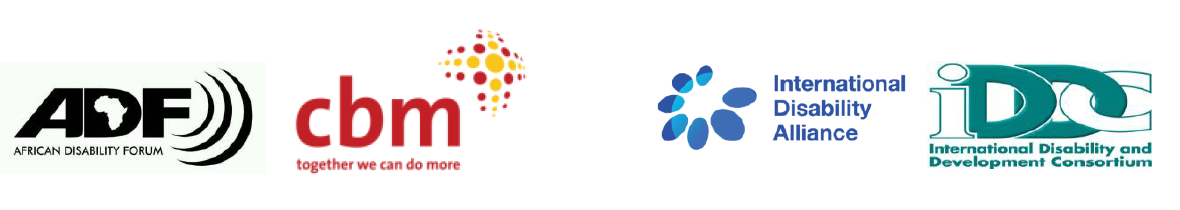 ADF
AFRICAN DISABILITY FORUM
cbm
together we can do more
International
Disability
Alliance
iDDC
International Disability and
Development Consortium